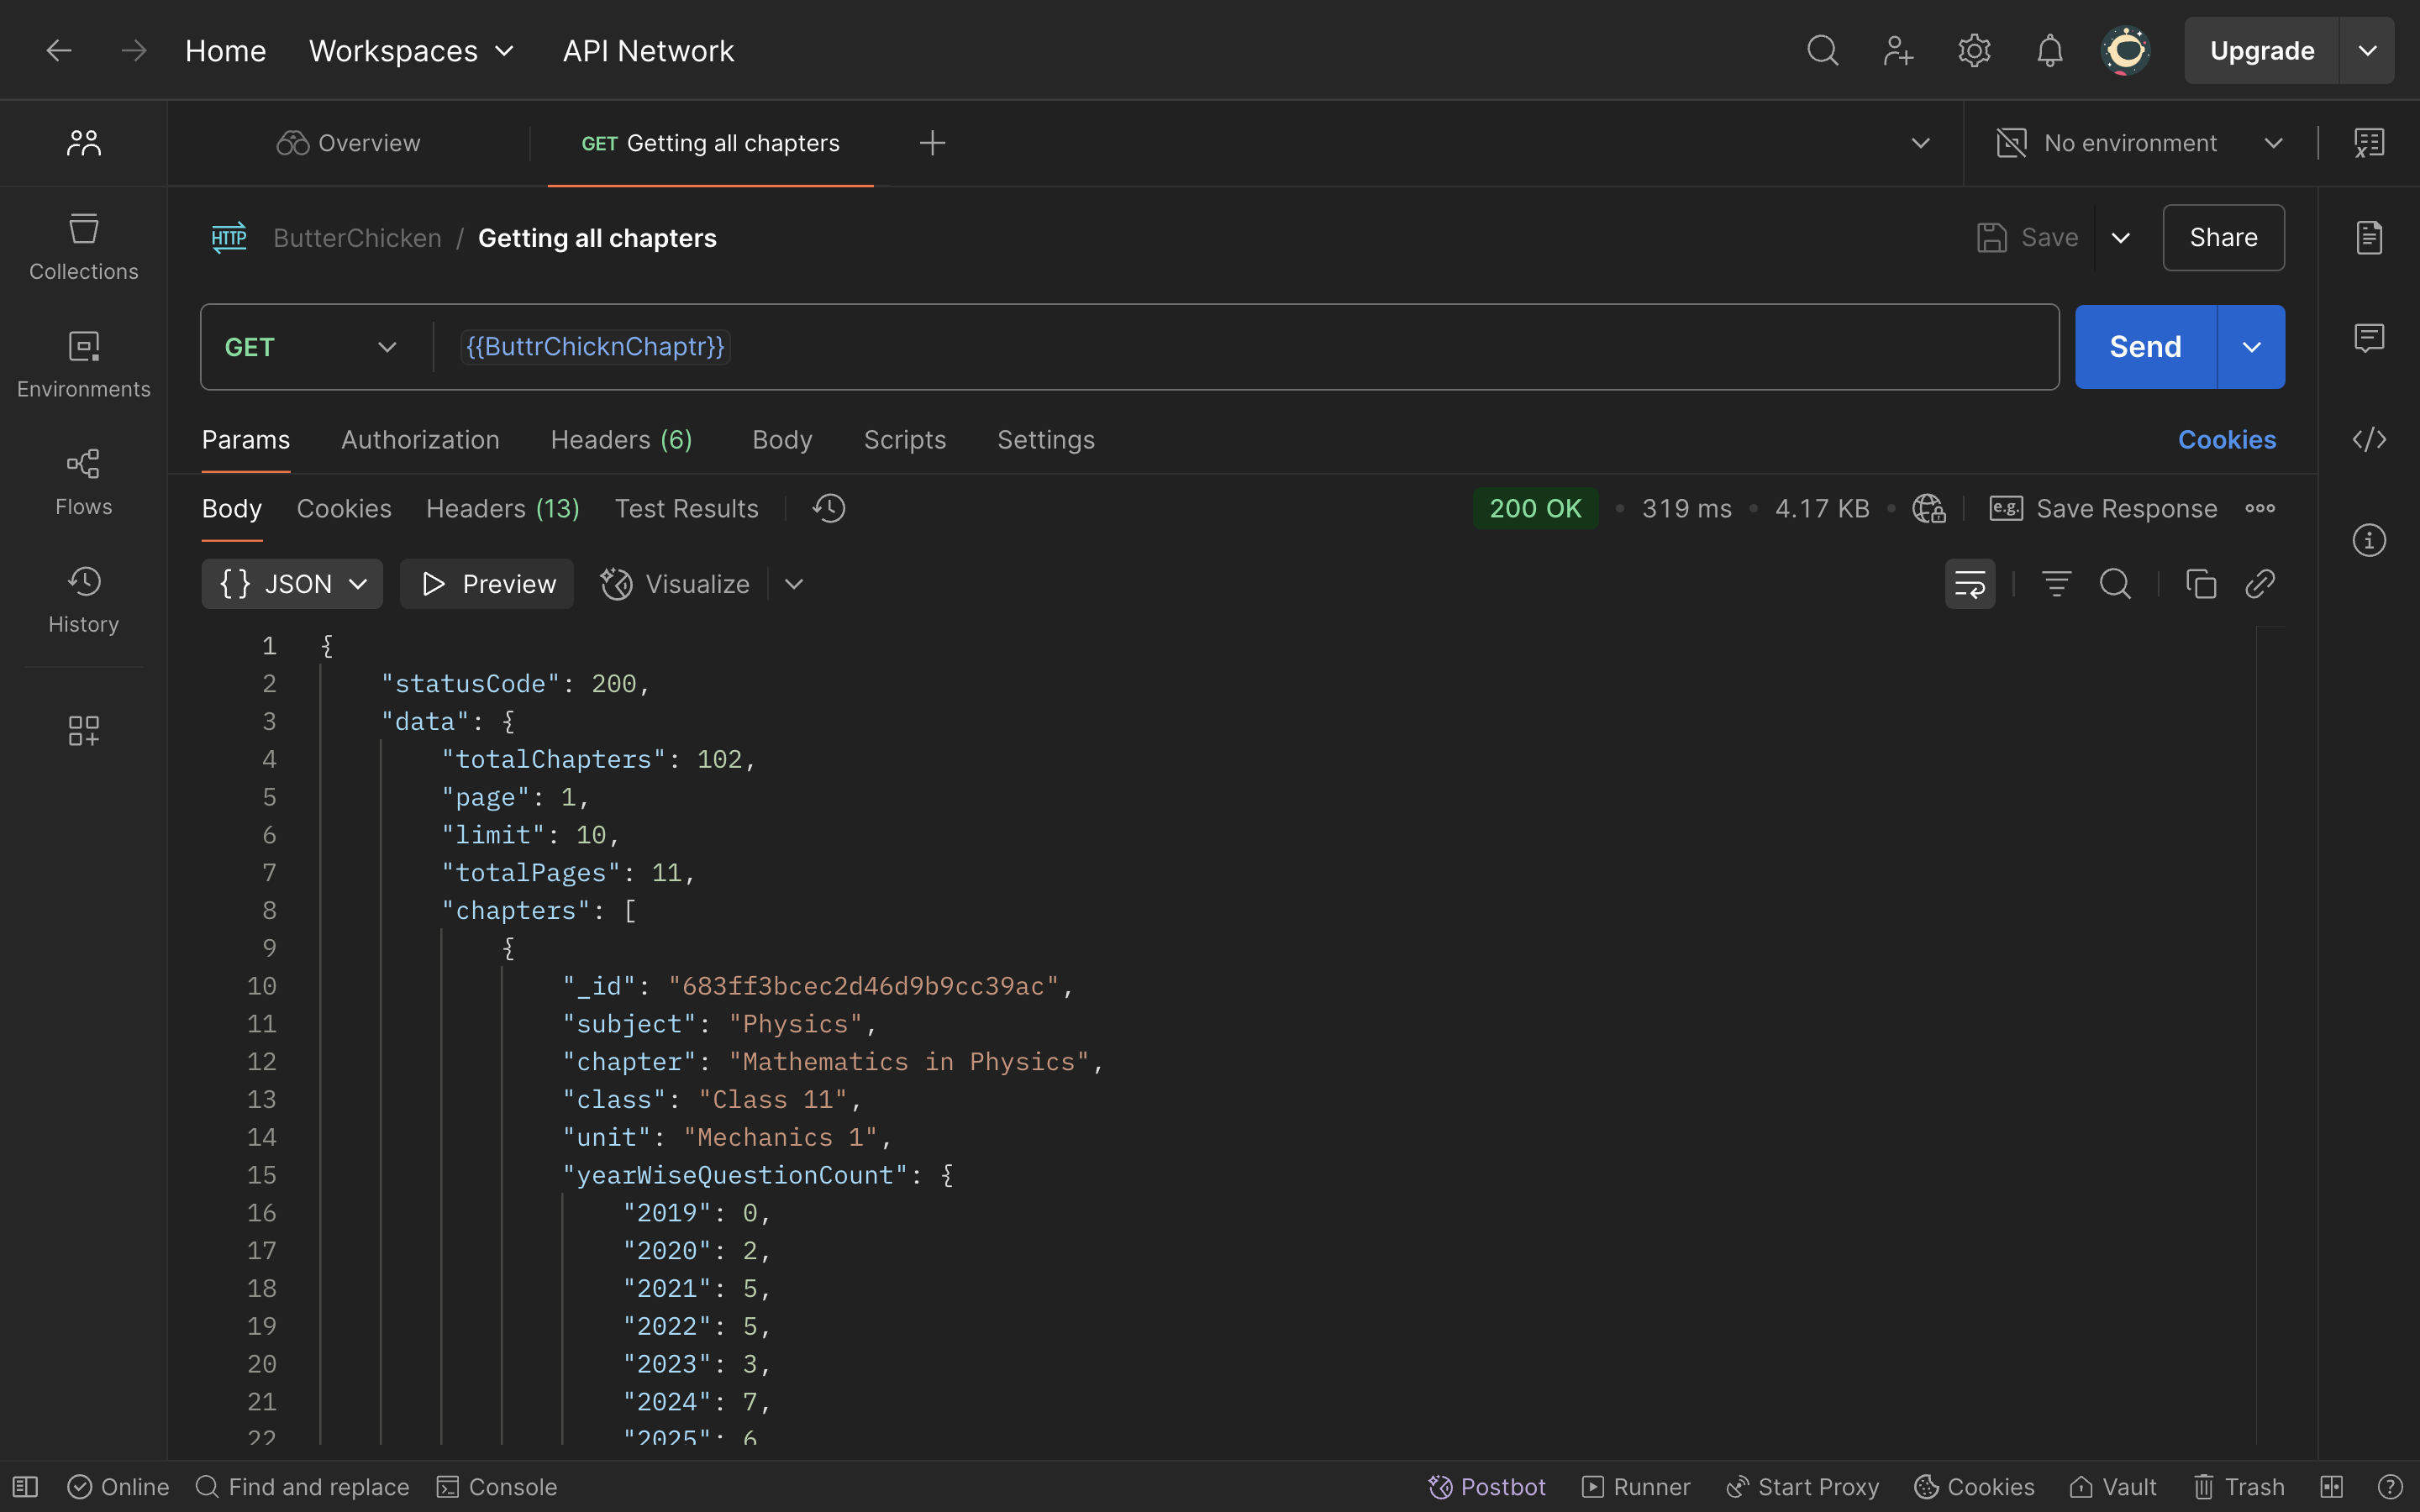 Home Workspaces API Network Upgrade
Overview GET Getting all chapters No environment
HTTP ButterChicken / Getting all chapters Save Share
Collections
GET {{ButtrChicknChaptr}} Send
Environments
Params Authorization Headers (6) Body Scripts Settings Cookies
Flows
Body Cookies Headers (13) Test Results 200 OK • 319 ms • 4.17 KB • e.g. Save Response
{} JSON Preview Visualize
History
1 {
2 "statusCode": 200,
3 "data": {
4 "totalChapters": 102,
5 "page": 1,
6 "limit": 10,
7 "totalPages": 11,
8 "chapters": [
9 {
10 "_id": "683ff3bcec2d46d9b9cc39ac",
11 "subject": "Physics",
12 "chapter": "Mathematics in Physics",
13 "class": "Class 11",
14 "unit": "Mechanics 1",
15 "yearWiseQuestionCount": {
16 "2019": 0,
17 "2020": 2,
18 "2021": 5,
19 "2022": 5,
20 "2023": 3,
21 "2024": 7,
22 "2025": 6
Online Find and replace Console Postbot Runner Start Proxy Cookies Vault Trash